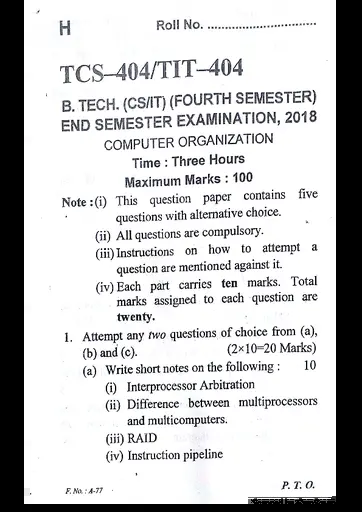 H Roll No. ..............................
TCS–404/TIT–404
B. TECH. (CS/IT) (FOURTH SEMESTER)
END SEMESTER EXAMINATION, 2018
COMPUTER ORGANIZATION
Time : Three Hours
Maximum Marks : 100
Note :(i) This question paper contains five
questions with alternative choice.
(ii) All questions are compulsory.
(iii) Instructions on how to attempt a
question are mentioned against it.
(iv) Each part carries ten marks. Total
marks assigned to each question are
twenty.
1. Attempt any two questions of choice from (a),
(b) and (c). (2×10=20 Marks)
(a) Write short notes on the following : 10
(i) Interprocessor Arbitration
(ii) Difference between multiprocessors
and multicomputers.
(iii) RAID
(iv) Instruction pipeline
F. No. : A-77 P. T. O.